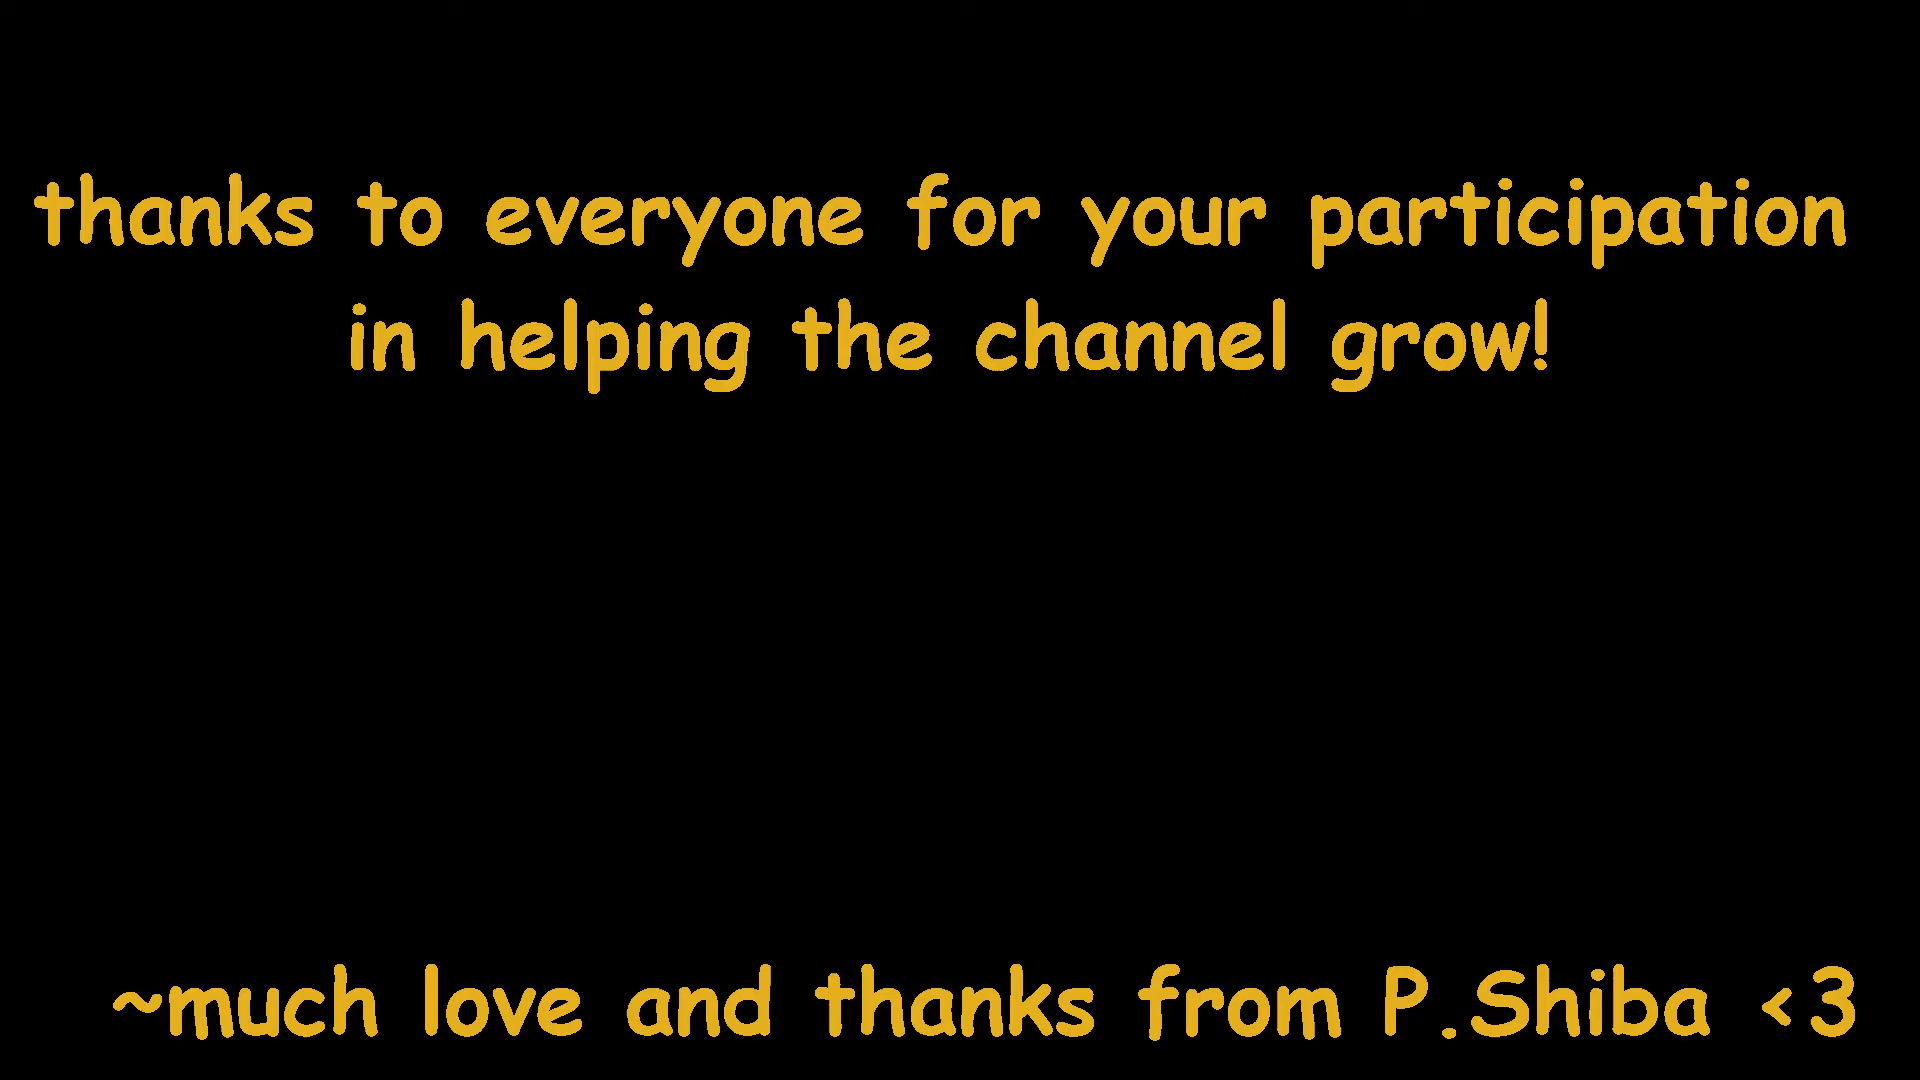 thanks to everyone for your participation
in helping the channel grow!
~much love and thanks from P.Shiba <3